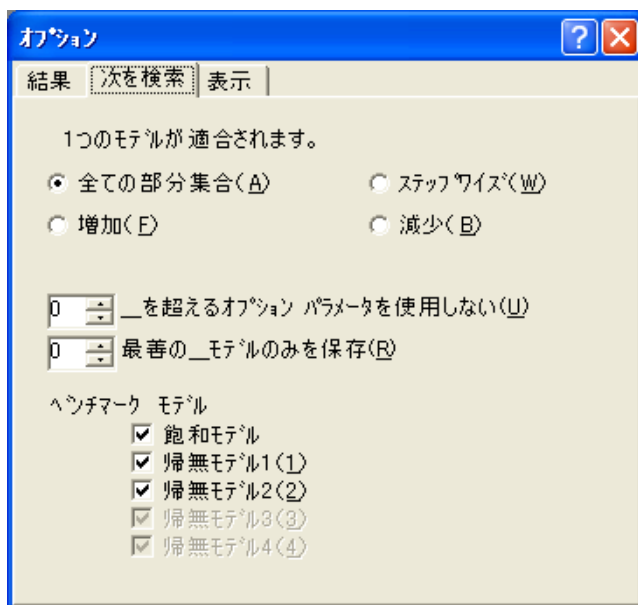 オプション
結果 次を検索 表示
1つのモデルが適合されます。
全ての部分集合(A) ステップワイズ(W)
増加(F) 減少(B)
0 __を超えるオプション パラメータを使用しない(U)
0 最善の__モデルのみを保存(R)
ベンチマーク モデル
飽和モデル
帰無モデル1(1)
帰無モデル2(2)
帰無モデル3(3)
帰無モデル4(4)